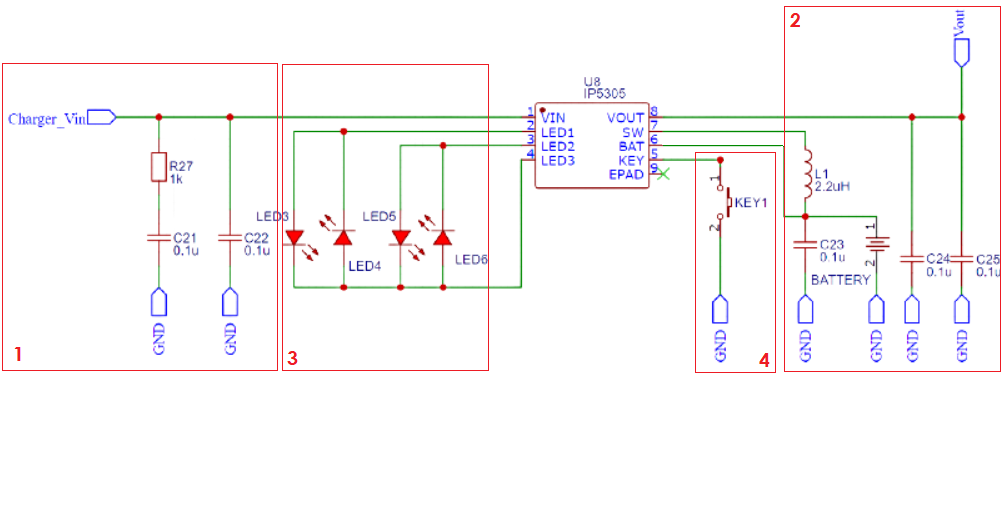 2
Vout
U8
IP5305
Charger_Vin
1 VIN VOUT 8
2 LED1 SW 7
3 LED2 BAT 6
4 LED3 KEY 5
EPAD 9
R27
1k
L1
2.2uH
1
KEY1
2
LED3
LED5
C21
0.1u
C22
0.1u
LED4
LED6
1
2
C23
0.1u
BATTERY
C24
0.1u
C25
0.1u
GND
GND
GND
GND
GND
GND
GND
1
3
4